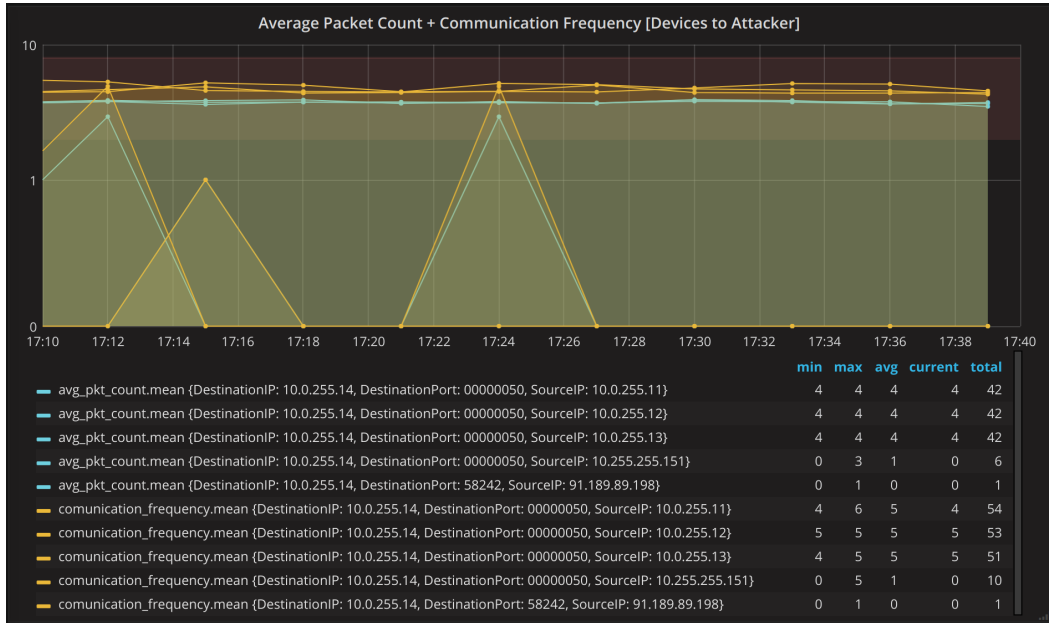 Average Packet Count + Communication Frequency [Devices to Attacker]
10
1
0
17:10 17:12 17:14 17:16 17:18 17:20 17:22 17:24 17:26 17:28 17:30 17:32 17:34 17:36 17:38 17:40
min max avg current total
avg_pkt_count.mean {DestinationIP: 10.0.255.14, DestinationPort: 00000050, SourceIP: 10.0.255.11} 4 4 4 4 42
avg_pkt_count.mean {DestinationIP: 10.0.255.14, DestinationPort: 00000050, SourceIP: 10.0.255.12} 4 4 4 4 42
avg_pkt_count.mean {DestinationIP: 10.0.255.14, DestinationPort: 00000050, SourceIP: 10.0.255.13} 4 4 4 4 42
avg_pkt_count.mean {DestinationIP: 10.0.255.14, DestinationPort: 00000050, SourceIP: 10.255.255.151} 0 3 1 0 6
avg_pkt_count.mean {DestinationIP: 10.0.255.14, DestinationPort: 58242, SourceIP: 91.189.89.198} 0 1 0 0 1
comunication_frequency.mean {DestinationIP: 10.0.255.14, DestinationPort: 00000050, SourceIP: 10.0.255.11} 4 6 5 4 54
comunication_frequency.mean {DestinationIP: 10.0.255.14, DestinationPort: 00000050, SourceIP: 10.0.255.12} 5 5 5 5 53
comunication_frequency.mean {DestinationIP: 10.0.255.14, DestinationPort: 00000050, SourceIP: 10.0.255.13} 4 5 5 5 51
comunication_frequency.mean {DestinationIP: 10.0.255.14, DestinationPort: 00000050, SourceIP: 10.255.255.151} 0 5 1 0 10
comunication_frequency.mean {DestinationIP: 10.0.255.14, DestinationPort: 58242, SourceIP: 91.189.89.198} 0 1 0 0 1